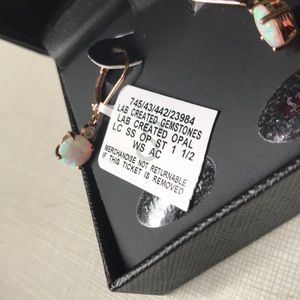 745/43/442/23984
LAB CREATED GEMSTONES
LAB CREATED OPAL
LC SS OP ST 1 1/2
WS AC
MERCHANDISE NOT RETURNABLE
IF THIS TICKET IS REMOVED